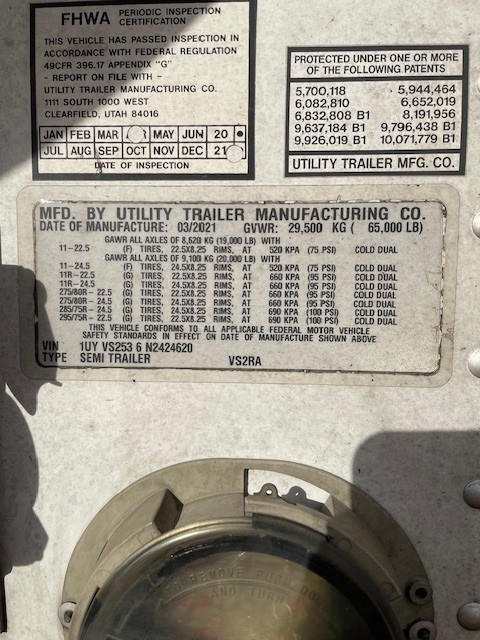 FHWA PERIODIC INSPECTION
CERTIFICATION
THIS VEHICLE HAS PASSED INSPECTION IN
ACCORDANCE WITH FEDERAL REGULATION
49CFR 396.17 APPENDIX "G"
- REPORT ON FILE WITH -
UTILITY TRAILER MANUFACTURING CO.
1111 SOUTH 1000 WEST
CLEARFIELD, UTAH 84016
JAN FEB MAR MAY JUN 20
JUL AUG SEP OCT NOV DEC 21
DATE OF INSPECTION
PROTECTED UNDER ONE OR MORE
OF THE FOLLOWING PATENTS
5,700,118 5,944,464
6,082,810 6,652,019
6,832,808 B1 8,191,956
9,637,184 B1 9,796,438 B1
9,926,019 B1 10,071,779 B1
UTILITY TRAILER MFG. CO.
MFD. BY UTILITY TRAILER MANUFACTURING CO.
DATE OF MANUFACTURE: 03/2021 GVWR: 29,500 KG ( 65,000 LB)
GAWR ALL AXLES OF 8,620 KG (19,000 LB) WITH
11-22.5 (F) TIRES, 22.5X8.25 RIMS, AT 520 KPA (75 PSI) COLD DUAL
GAWR ALL AXLES OF 9,100 KG (20,000 LB) WITH
11-24.5 (F) TIRES, 24.5X8.25 RIMS, AT 520 KPA (75 PSI) COLD DUAL
11R-22.5 (G) TIRES, 22.5X8.25 RIMS, AT 660 KPA (95 PSI) COLD DUAL
11R-24.5 (G) TIRES, 24.5X8.25 RIMS, AT 660 KPA (95 PSI) COLD DUAL
275/80R - 22.5 (G) TIRES, 22.5X8.25 RIMS, AT 660 KPA (95 PSI) COLD DUAL
275/80R - 24.5 (G) TIRES, 24.5X8.25 RIMS, AT 660 KPA (95 PSI) COLD DUAL
285/75R - 24.5 (G) TIRES, 24.5X8.25 RIMS, AT 690 KPA (100 PSI) COLD DUAL
295/75R - 22.5 (G) TIRES, 22.5X8.25 RIMS, AT 690 KPA (100 PSI) COLD DUAL
THIS VEHICLE CONFORMS TO ALL APPLICABLE FEDERAL MOTOR VEHICLE
SAFETY STANDARDS IN EFFECT ON DATE OF MANUFACTURE SHOWN ABOVE
VIN 1UY VS253 6 N2424620
TYPE SEMI TRAILER VS2RA
REMOVE PUSH
AND TURN